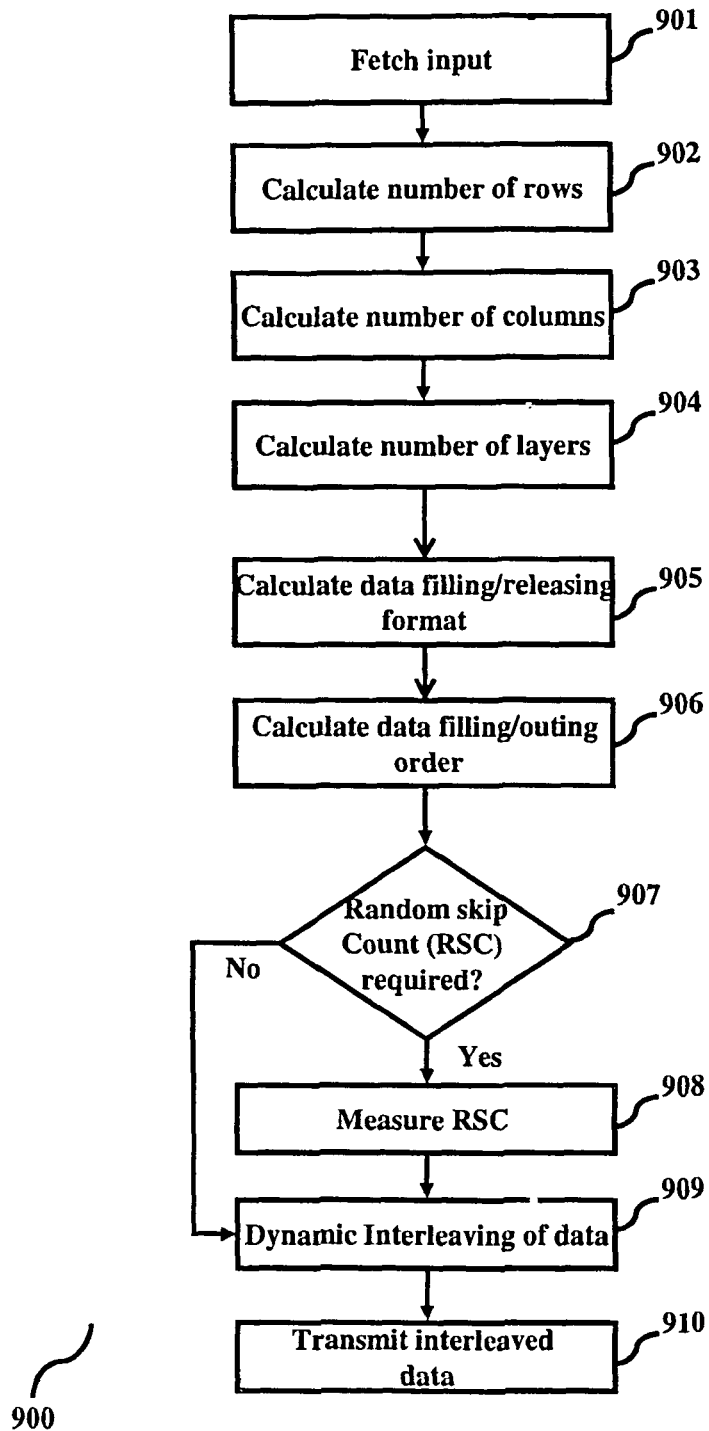 901
Fetch input
902
Calculate number of rows
903
Calculate number of columns
904
Calculate number of layers
905
Calculate data filling/releasing
format
906
Calculate data filling/outing
order
907
Random skip
Count (RSC)
required?
No
Yes
908
Measure RSC
909
Dynamic Interleaving of data
910
Transmit interleaved
data
900